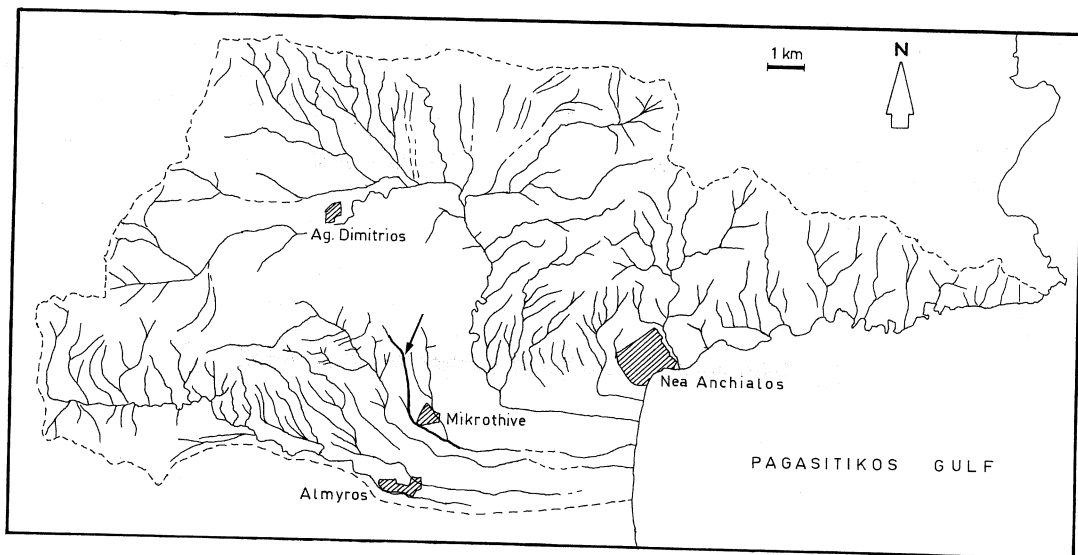 1 km
N
Ag. Dimitrios
Nea Anchialos
Mikrothive
PAGASITIKOS GULF
Almyros